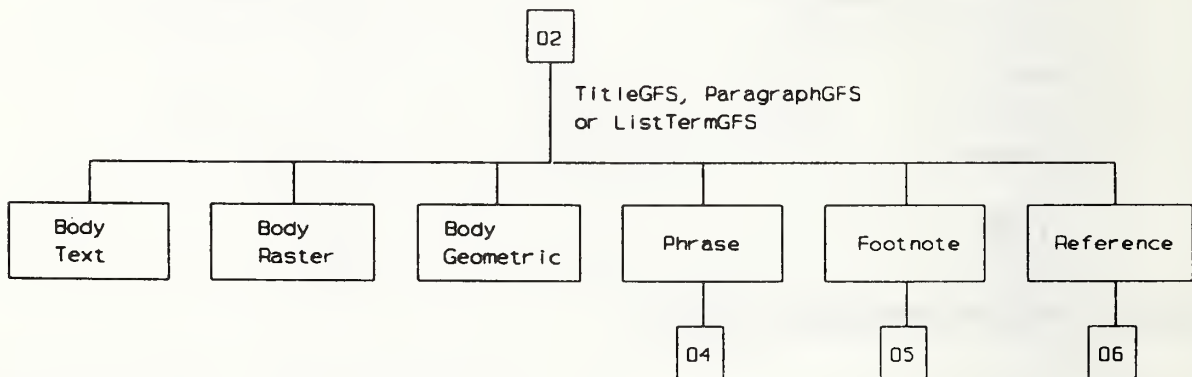 02
TitleGFS, ParagraphGFS
or ListTermGFS
Body
Text
Body
Raster
Body
Geometric
Phrase
Footnote
Reference
04
05
06